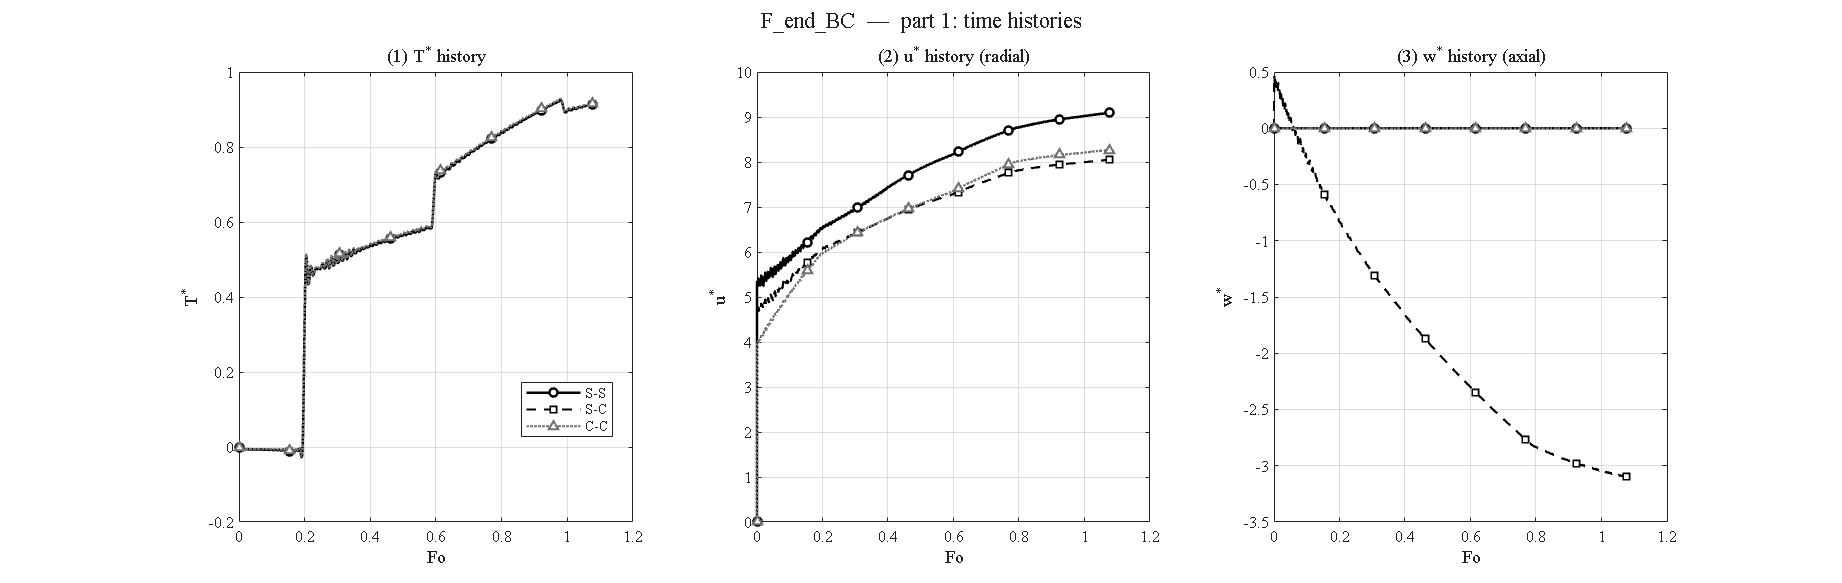 F_end_BC — part 1: time histories
(1) T* history
1
0.8
0.6
0.4
0.2
0
-0.2
T*
0 0.2 0.4 0.6 0.8 1 1.2
Fo
S-S
S-C
C-C
(2) u* history (radial)
10
9
8
7
6
5
4
3
2
1
0
u*
0 0.2 0.4 0.6 0.8 1 1.2
Fo
(3) w* history (axial)
0.5
0
-0.5
-1
-1.5
-2
-2.5
-3
-3.5
w*
0 0.2 0.4 0.6 0.8 1 1.2
Fo